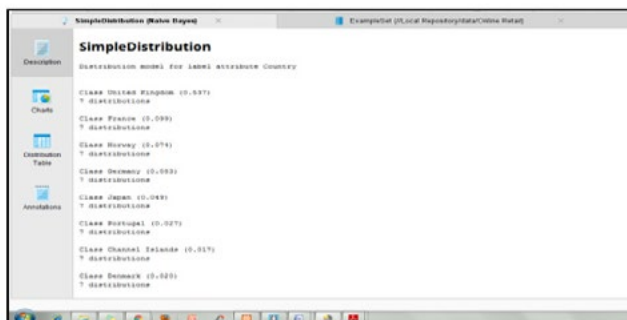 SimpleDistribution (Naive Bayes)
ExampleSet (//Local Repository/data/Online Retail)
Description
Charts
Distribution
Table
Annotations
SimpleDistribution
Distribution model for label attribute Country
Class United Kingdom (0.597)
7 distributions
Class France (0.099)
7 distributions
Class Norway (0.074)
7 distributions
Class Germany
7 distributions
Class Japan (0.049)
7 distributions
Class Portugal (0.027)
7 distributions
Class Channel Islands (0.017)
7 distributions
Class Denmark (0.020)
7 distributions